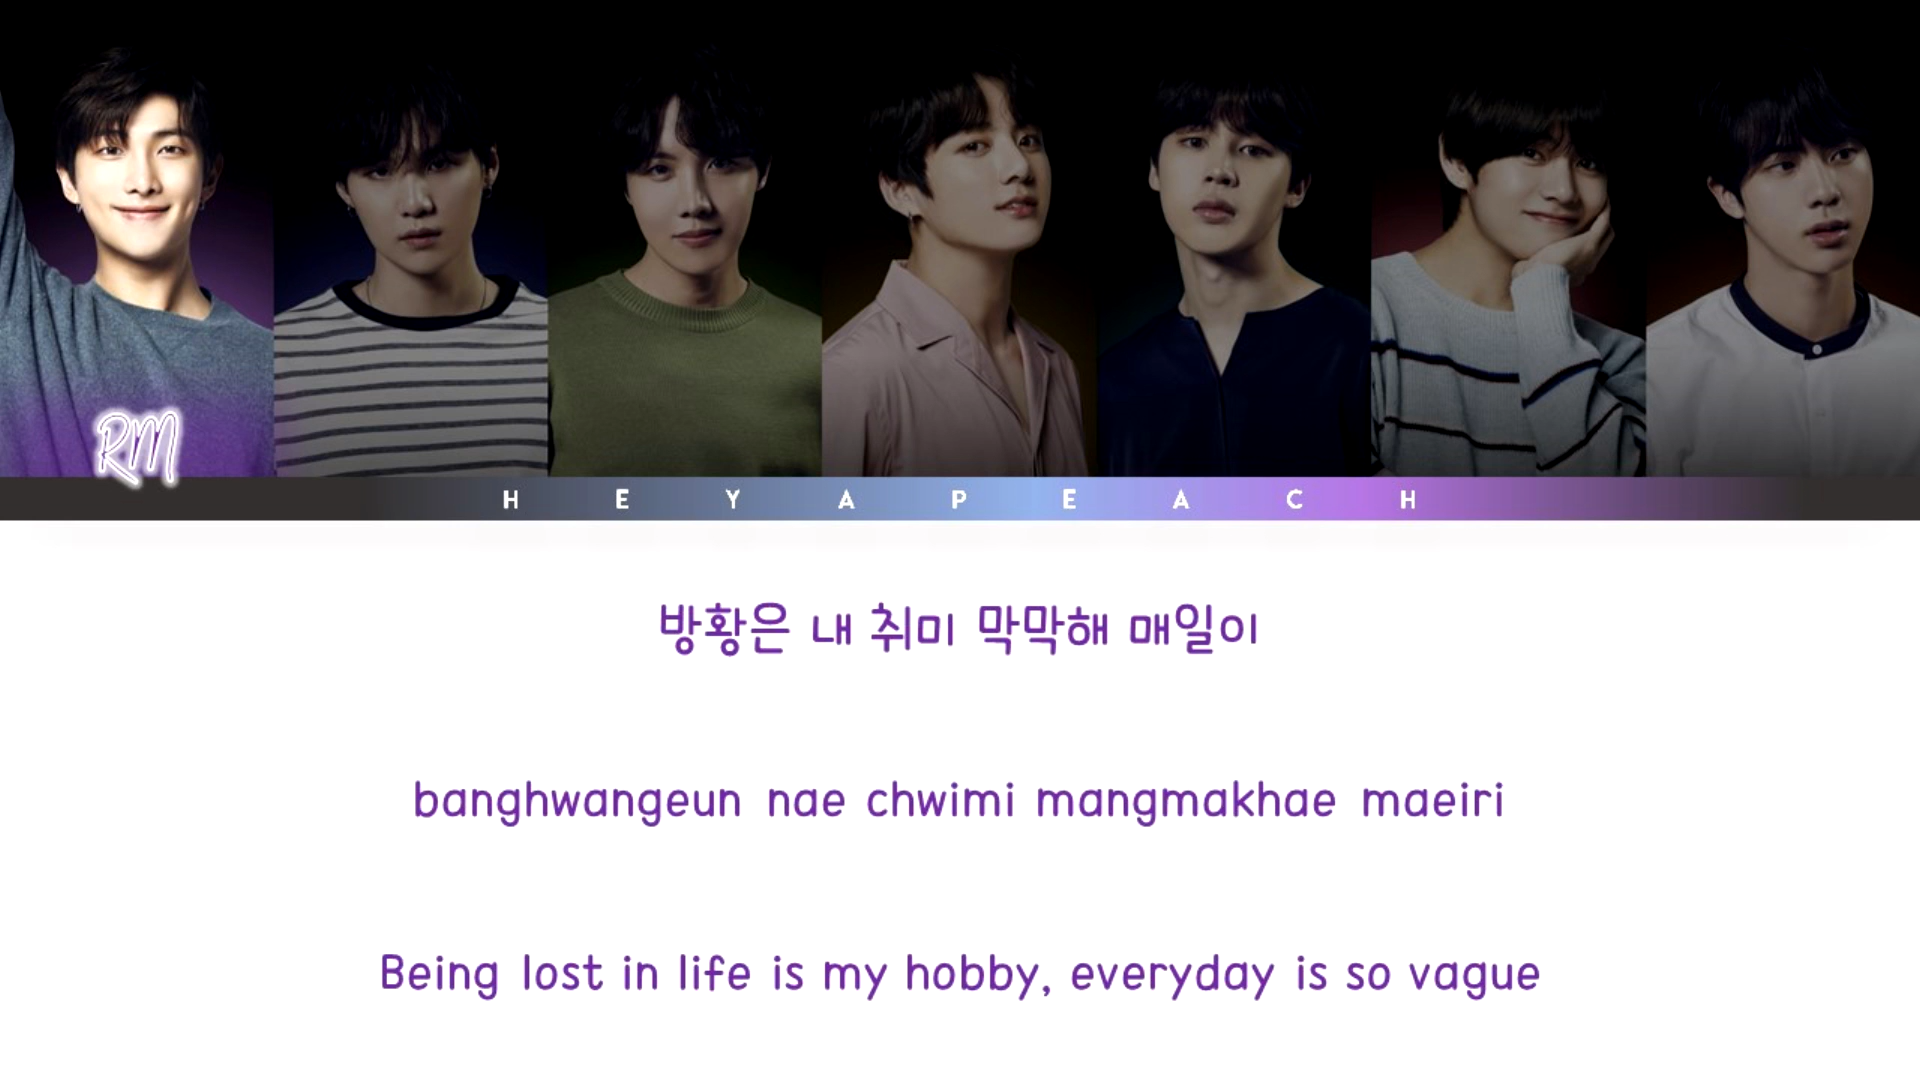 RM
HEYAPEACH
방황은 내 취미 막막해 매일이
banghwangeun nae chwimi mangmakhae maeiri
Being lost in life is my hobby, everyday is so vague